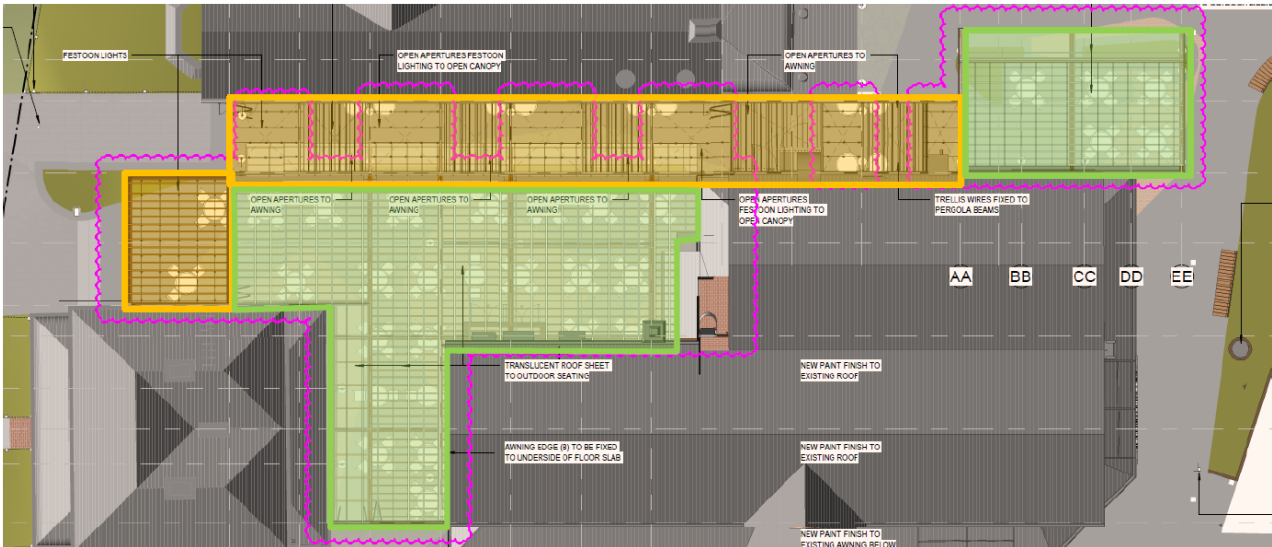 FESTOON LIGHTS
OPEN APERTURES FESTOON
LIGHTING TO OPEN CANOPY
OPEN APERTURES TO
AWNING
OPEN APERTURES TO
AWNING
OPEN APERTURES TO
AWNING
OPEN APERTURES TO
AWNING
OPEN APERTURES
FESTOON LIGHTING TO
OPEN CANOPY
TRELLIS WIRES FIXED TO
PERGOLA BEAMS
AA
BB
CC
DD
EE
TRANSLUCENT ROOF SHEET
TO OUTDOOR SEATING
NEW PAINT FINISH TO
EXISTING ROOF
AWNING EDGE (9) TO BE FIXED
TO UNDERSIDE OF FLOOR SLAB
NEW PAINT FINISH TO
EXISTING ROOF
NEW PAINT FINISH TO
EXISTING AWNING BELOW